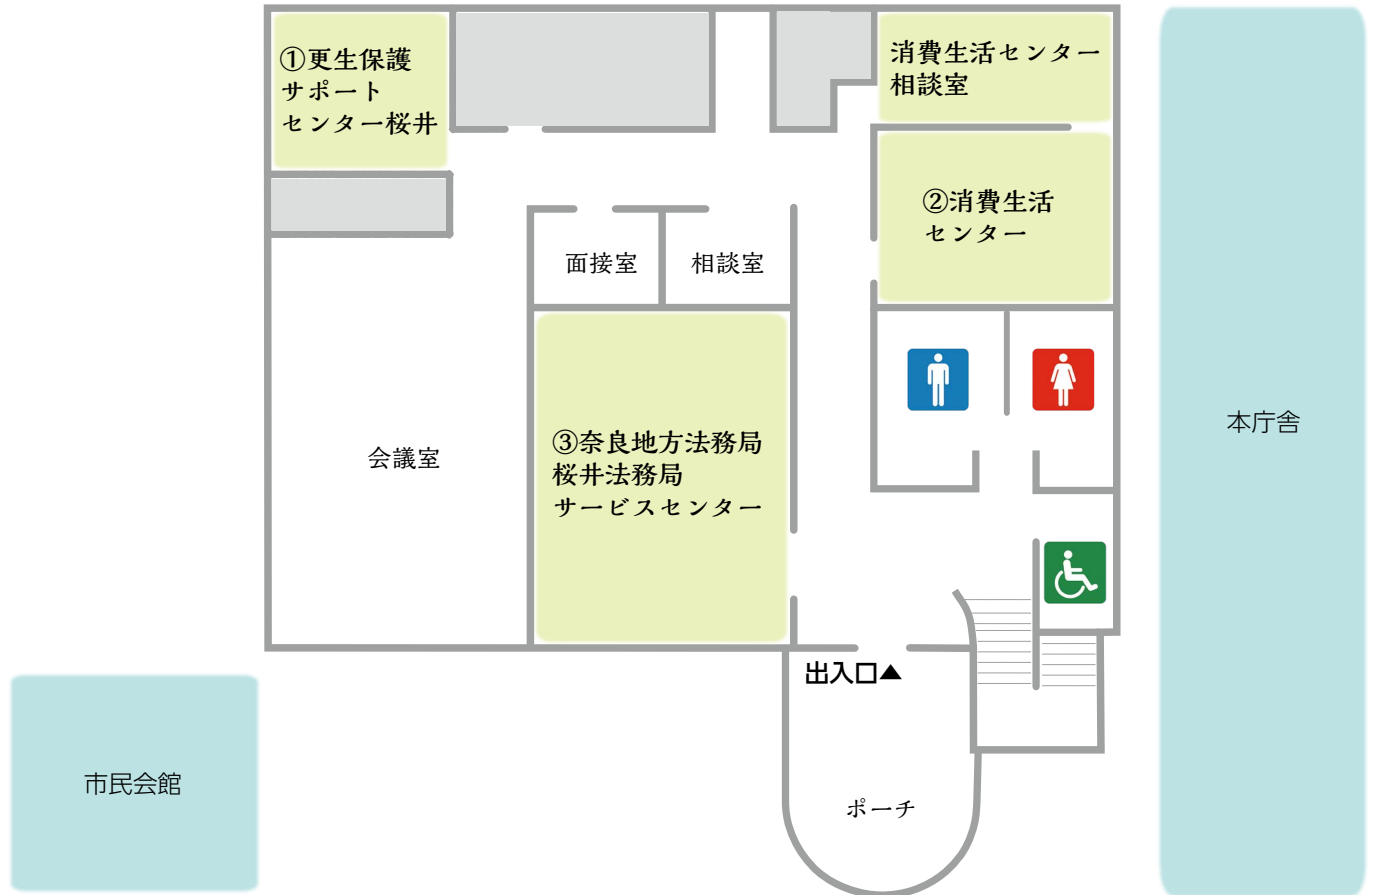 ①更生保護
サポート
センター桜井
消費生活センター
相談室
②消費生活
センター
面接室
相談室
会議室
③奈良地方法務局
桜井法務局
サービスセンター
本庁舎
出入口▲
市民会館
ポーチ